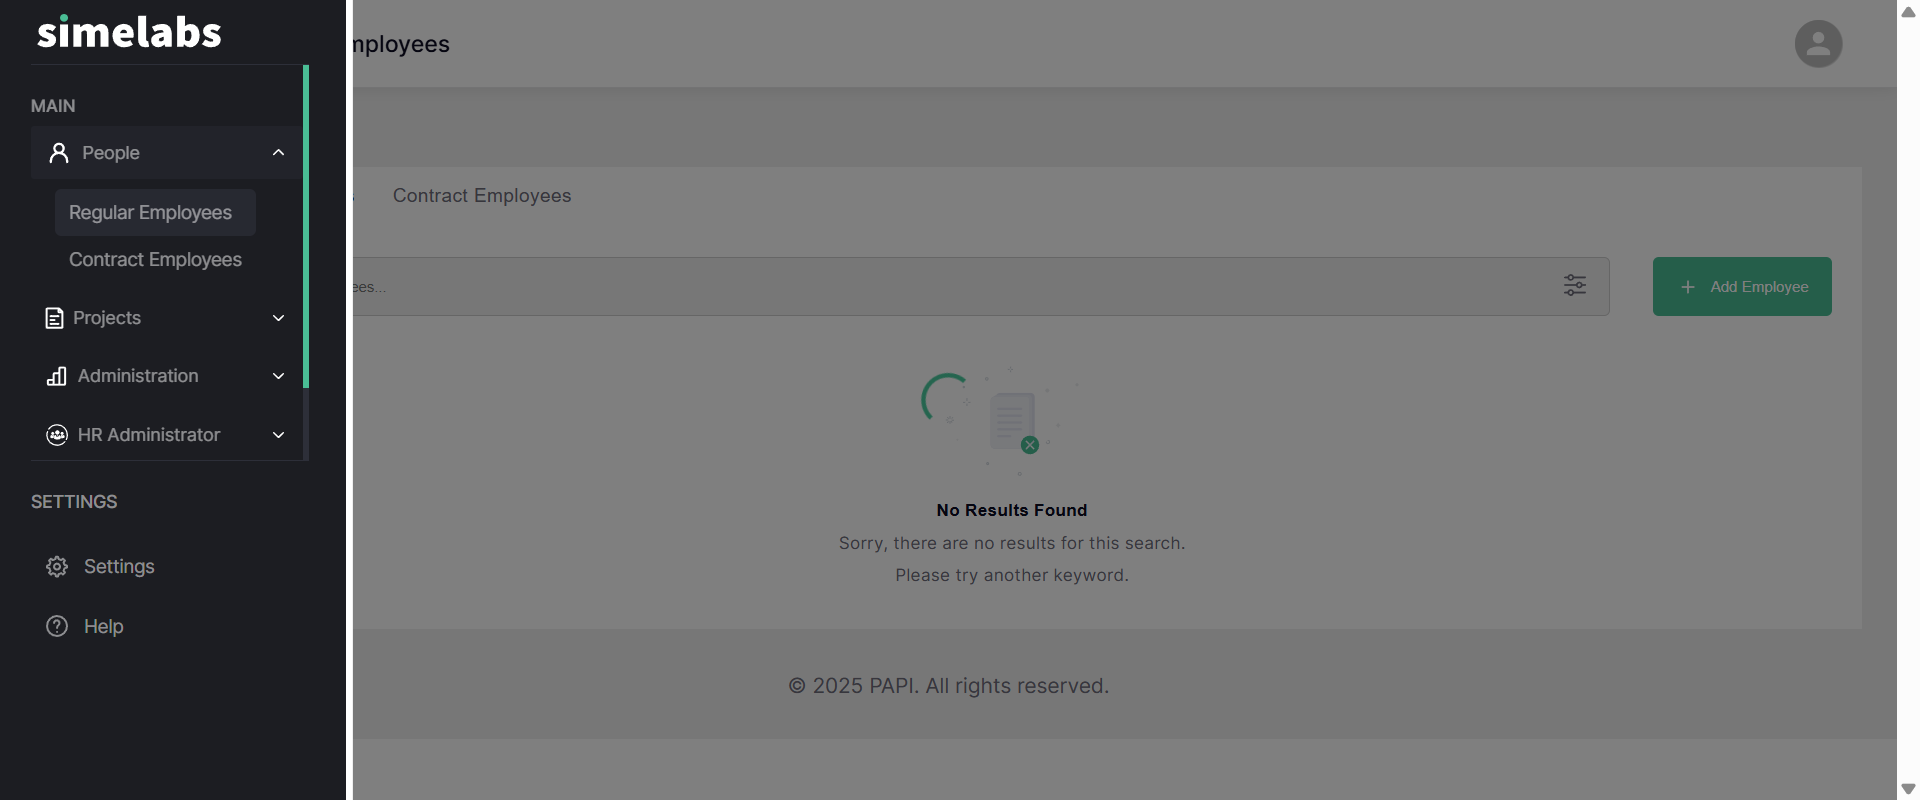 simelabs
MAIN
People
Regular Employees
Contract Employees
Projects
Administration
HR Administrator
SETTINGS
Settings
Help
mployees
Contract Employees
ees...
Add Employee
No Results Found
Sorry, there are no results for this search.
Please try another keyword.
© 2025 PAPI. All rights reserved.